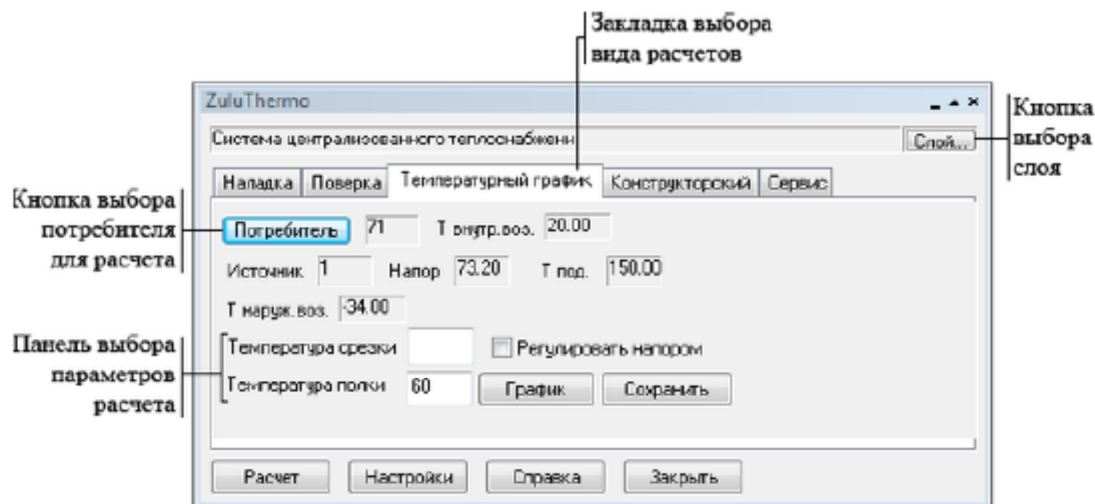 Закладка выбора
вида расчетов
ZuluThermo
Кнопка
выбора
слоя
Система централизованного теплоснабжени
Слой...
Наладка Поверка Температурный график Конструкторский Сервис
Кнопка выбора
потребителя
для расчета
Потребитель 71 Т внутр.воз. 20.00
Источник 1 Напор 73.20 Т под. 150.00
Т наруж.воз. -34.00
Панель выбора
параметров
расчета
Температура срезки Регулировать напором
Температура полки 60 График Сохранить
Расчет Настройки Справка Закрыть